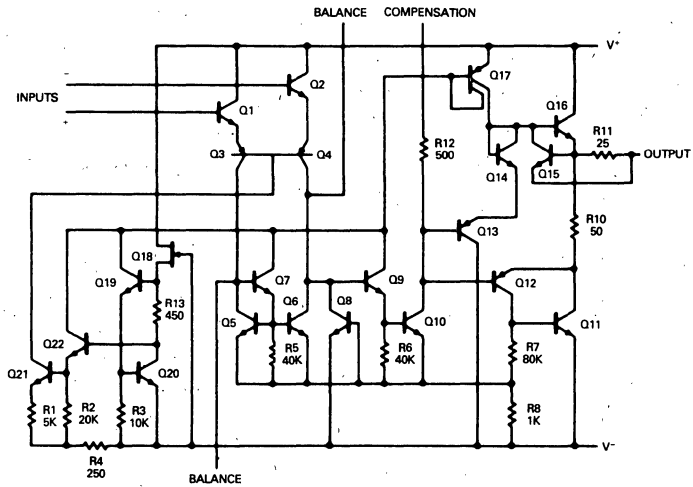 BALANCE COMPENSATION
V+
Q2
Q17
INPUTS
Q1
Q16
R11
25
R12
500
Q3
Q4
Q14
Q15
OUTPUT
R10
50
Q13
Q18
Q19
Q7
Q9
Q12
R13
450
Q6
Q8
Q5
Q10
Q11
Q22
R5
40K
R6
40K
R7
80K
Q21
Q20
R1
5K
R2
20K
R3
10K
R8
1K
R4
250
V-
BALANCE